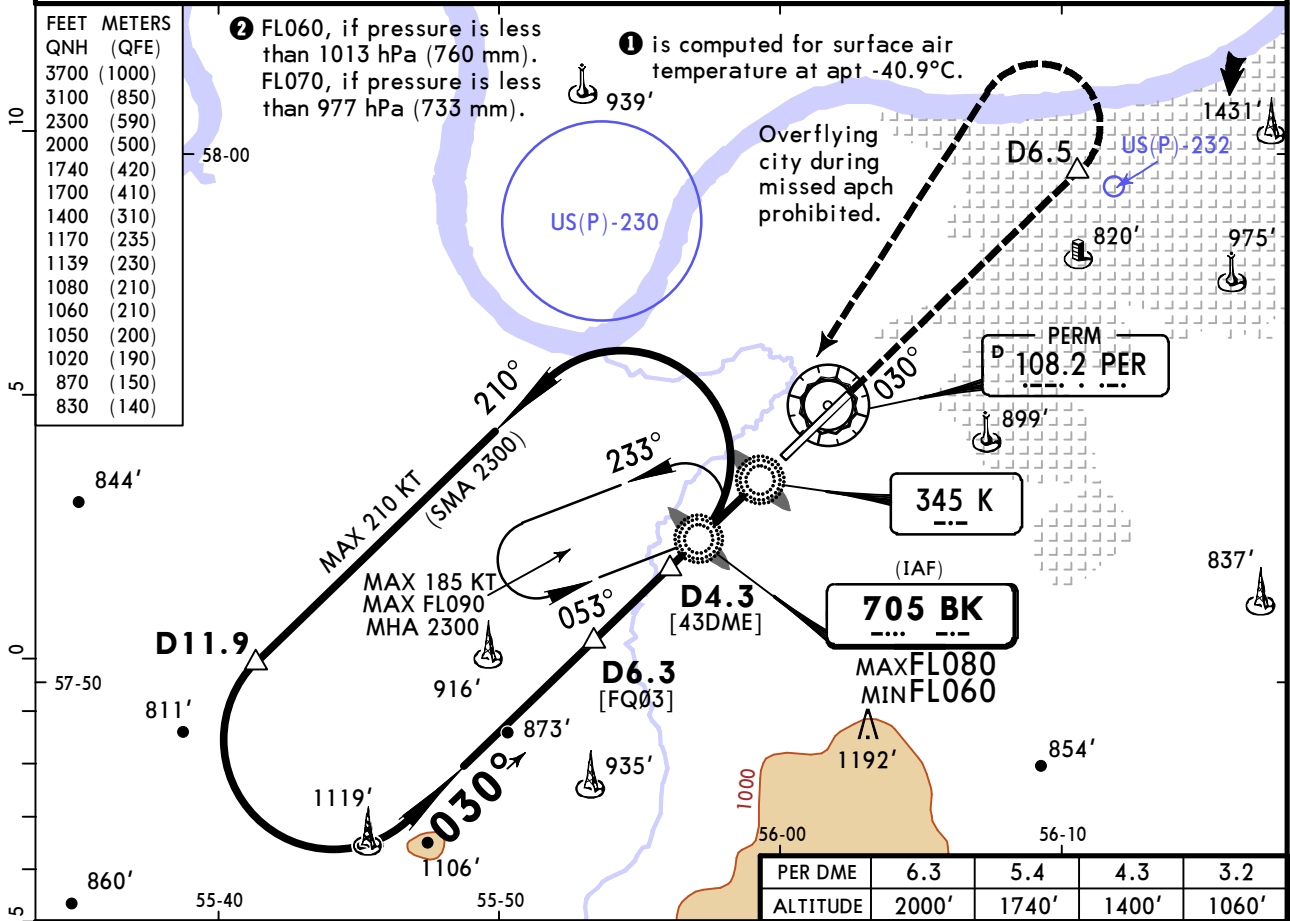 FEET METERS
QNH (QFE)
3700 (1000)
3100 (850)
2300 (590)
2000 (500)
1740 (420)
1700 (410)
1400 (310)
1170 (235)
1139 (230)
1080 (210)
1060 (210)
1050 (200)
1020 (190)
870 (150)
830 (140)
❷ FL060, if pressure is less
than 1013 hPa (760 mm).
FL070, if pressure is less
than 977 hPa (733 mm).
❶ is computed for surface air
temperature at apt -40.9°C.
939'
1431'
10
58-00
Overflying
city during
missed apch
prohibited.
D6.5
US(P)-232
US(P)-230
820'
975'
PERM
D 108.2 PER
5
210°
030°
899'
MAX 210 KT
(SMA 2300)
233°
844'
345 K
837'
MAX 185 KT
MAX FL090
MHA 2300
053°
D4.3
[43DME]
(IAF)
705 BK
MAX FL080
MIN FL060
D11.9
0
57-50
D6.3
[FQØ3]
916'
811'
873'
935'
1192'
854'
1119'
030°
1000
1106'
56-00
56-10
860'
55-40
55-50
5
PER DME 6.3 5.4 4.3 3.2
ALTITUDE 2000' 1740' 1400' 1060'